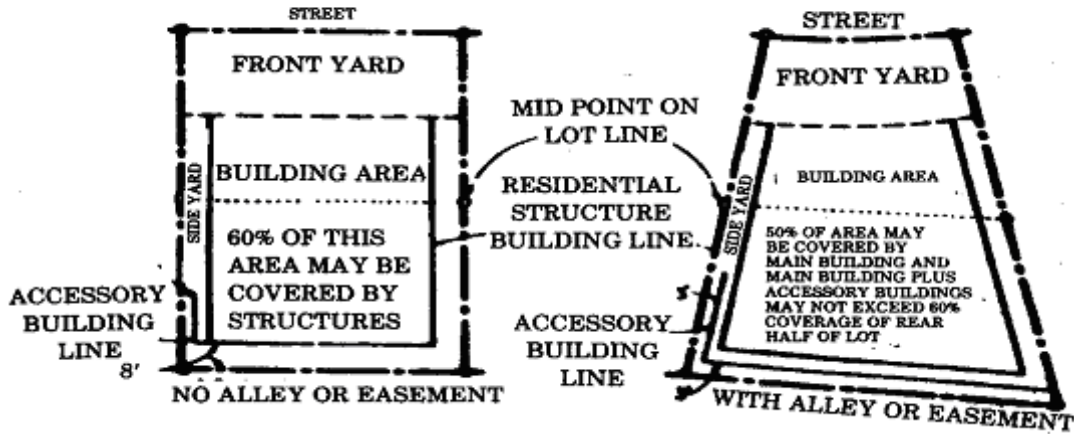 STREET
FRONT YARD
BUILDING AREA
SIDE YARD
60% OF THIS
AREA MAY BE
COVERED BY
STRUCTURES
ACCESSORY
BUILDING
LINE
8'
NO ALLEY OR EASEMENT
MID POINT ON
LOT LINE
RESIDENTIAL
STRUCTURE
BUILDING LINE
STREET
FRONT YARD
BUILDING AREA
SIDE YARD
50% OF AREA MAY
BE COVERED BY
MAIN BUILDING AND
MAIN BUILDING PLUS
ACCESSORY BUILDINGS
MAY NOT EXCEED 60%
COVERAGE OF REAR
HALF OF LOT
ACCESSORY
BUILDING
LINE
WITH ALLEY OR EASEMENT